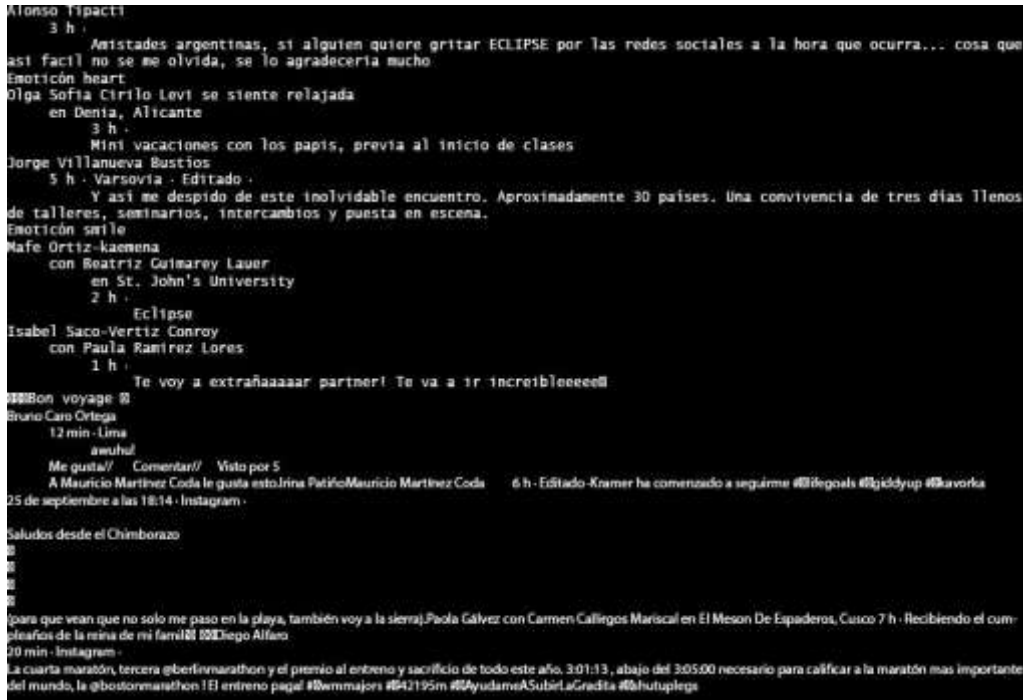 Alonso Tipacti
3 h ·
Amistades argentinas, si alguien quiere gritar ECLIPSE por las redes sociales a la hora que ocurra... cosa que
asi facil no se me olvida, se lo agradeceria mucho
Emoticón heart
Olga Sofia Cirilo Levi se siente relajada
en Denia, Alicante
3 h ·
Mini vacaciones con los papis, previa al inicio de clases
Jorge Villanueva Bustios
5 h · Varsovia · Editado ·
Y asi me despido de este inolvidable encuentro. Aproximadamente 30 países. Una convivencia de tres días llenos
de talleres, seminarios, intercambios y puesta en escena.
Emoticón smile
Mafe Ortiz-kaemena
con Beatriz Guimarey Lauer
en St. John's University
2 h ·
Eclipse
Isabel Saco-Vertiz Conroy
con Paula Ramirez Lores
1 h ·
Te voy a extrañaaaaar partner! Te va a ir increibleeeee
Bon voyage
Bruno Caro Ortega
12 min · Lima
awuhu!
Me gusta// Comentar// Visto por 5
A Mauricio Martínez Coda le gusta esto.Irina PatiñoMauricio Martínez Coda 6 h · Editado ·Kramer ha comenzado a seguirme #lifegoals #giddyup #kavorka
25 de septiembre a las 18:14 · Instagram ·
Saludos desde el Chimborazo
(para que vean que no solo me paso en la playa, también voy a la sierra).Paola Gálvez con Carmen Callirgos Mariscal en El Meson De Espaderos, Cusco 7 h · Recibiendo el cum-
pleaños de la reina de mi famili Diego Alfaro
20 min · Instagram ·
La cuarta maratón, tercera @berlinmarathon y el premio al entreno y sacrificio de todo este año. 3:01:13 , abajo del 3:05:00 necesario para calificar a la maratón mas importante
del mundo, la @bostonmarathon ! El entreno paga! #wmmajors #42195m #AyudameASubirLaGradita #shutuplegs